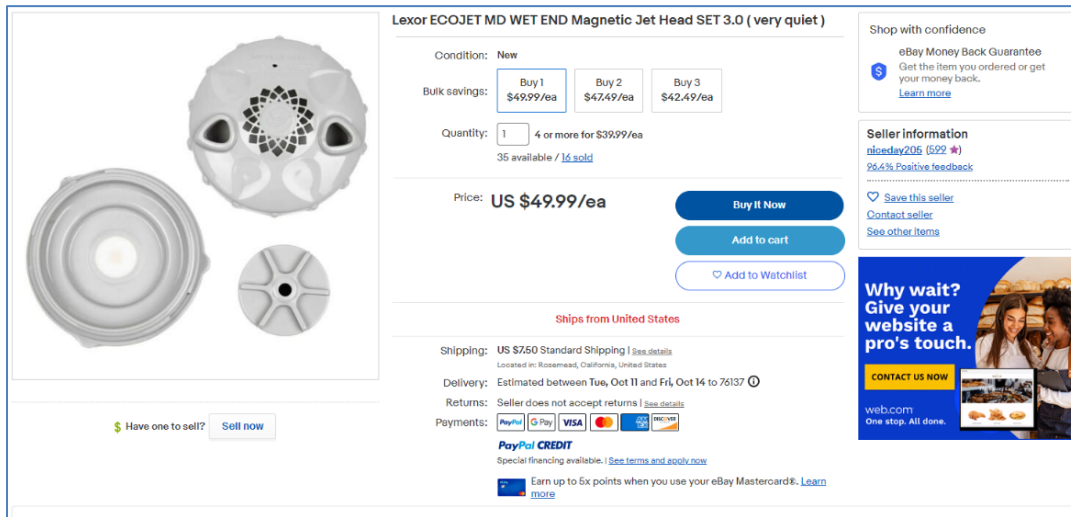 Lexor ECOJET MD WET END Magnetic Jet Head SET 3.0 ( very quiet )
Condition: New
Bulk savings:
Buy 1
$49.99/ea
Buy 2
$47.49/ea
Buy 3
$42.49/ea
Quantity: 1 4 or more for $39.99/ea
35 available / 16 sold
Price: US $49.99/ea
Buy It Now
Add to cart
Add to Watchlist
Ships from United States
Shipping: US $7.50 Standard Shipping | See details
Located in: Rosemead, California, United States
Delivery: Estimated between Tue, Oct 11 and Fri, Oct 14 to 76137
Returns: Seller does not accept returns | See details
Payments: PayPal G Pay VISA DISCOVER
PayPal CREDIT
Special financing available. | See terms and apply now
Earn up to 5x points when you use your eBay Mastercard®. Learn
more
$ Have one to sell? Sell now
Shop with confidence
eBay Money Back Guarantee
Get the item you ordered or get
your money back.
Learn more
Seller information
niceday205 (599 ★)
96.4% Positive feedback
Save this seller
Contact seller
See other items
Why wait?
Give your
website a
pro's touch.
CONTACT US NOW
web.com
One stop. All done.